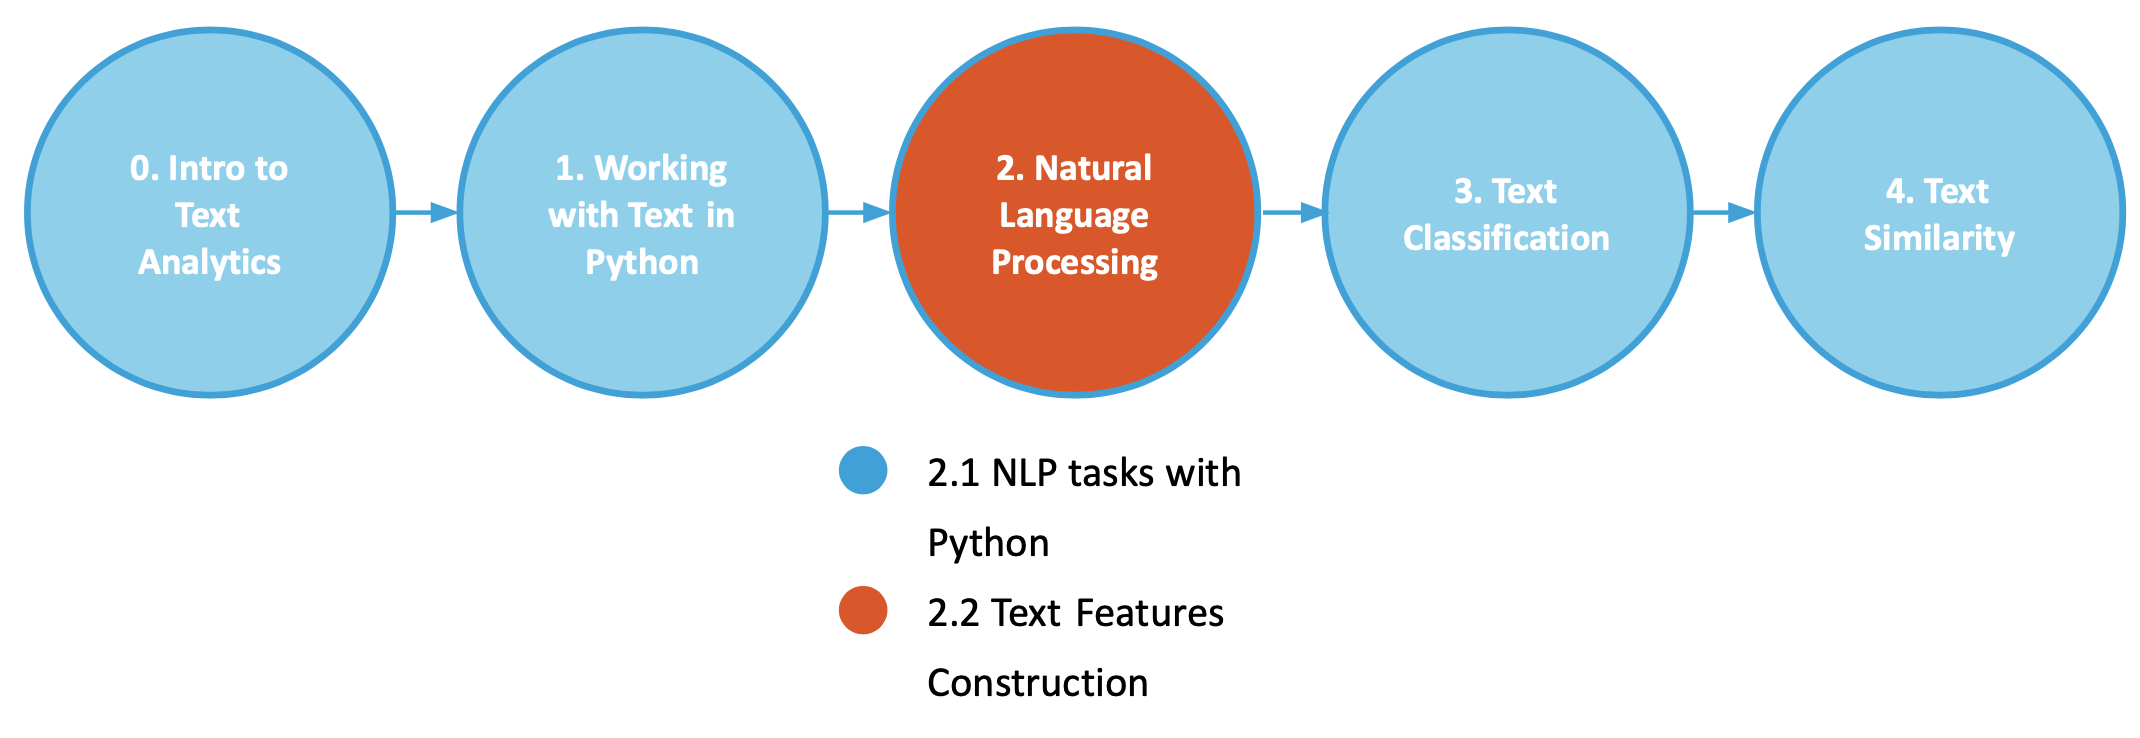 0. Intro to
Text
Analytics
1. Working
with Text in
Python
2. Natural
Language
Processing
3. Text
Classification
4. Text
Similarity
2.1 NLP tasks with
Python
2.2 Text Features
Construction